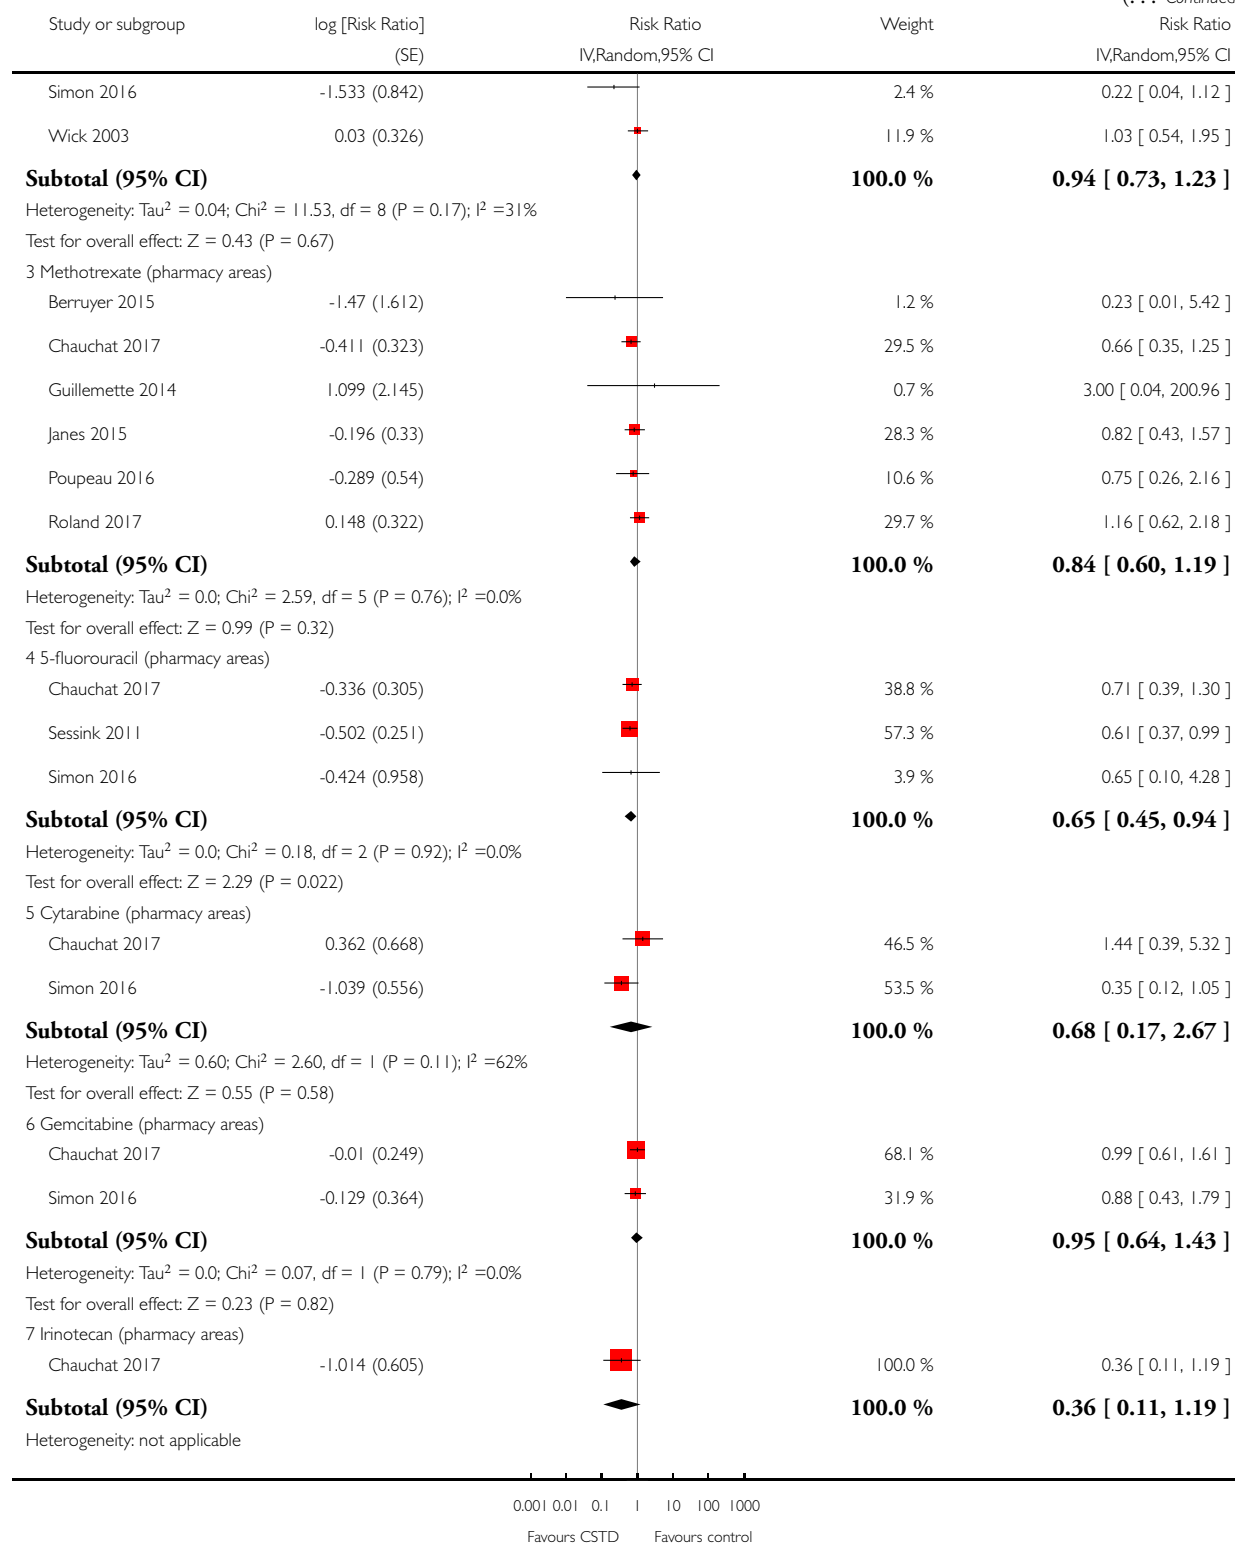 (. . . Continued
Study or subgroup log [Risk Ratio] Risk Ratio Weight Risk Ratio
(SE) IV,Random,95% CI IV,Random,95% CI
Simon 2016 -1.533 (0.842) 2.4 % 0.22 [ 0.04, 1.12 ]
Wick 2003 0.03 (0.326) 11.9 % 1.03 [ 0.54, 1.95 ]
Subtotal (95% CI) 100.0 % 0.94 [ 0.73, 1.23 ]
Heterogeneity: Tau² = 0.04; Chi² = 11.53, df = 8 (P = 0.17); I² =31%
Test for overall effect: Z = 0.43 (P = 0.67)
3 Methotrexate (pharmacy areas)
Berruyer 2015 -1.47 (1.612) 1.2 % 0.23 [ 0.01, 5.42 ]
Chauchat 2017 -0.411 (0.323) 29.5 % 0.66 [ 0.35, 1.25 ]
Guillemette 2014 1.099 (2.145) 0.7 % 3.00 [ 0.04, 200.96 ]
Janes 2015 -0.196 (0.33) 28.3 % 0.82 [ 0.43, 1.57 ]
Poupeau 2016 -0.289 (0.54) 10.6 % 0.75 [ 0.26, 2.16 ]
Roland 2017 0.148 (0.322) 29.7 % 1.16 [ 0.62, 2.18 ]
Subtotal (95% CI) 100.0 % 0.84 [ 0.60, 1.19 ]
Heterogeneity: Tau² = 0.0; Chi² = 2.59, df = 5 (P = 0.76); I² =0.0%
Test for overall effect: Z = 0.99 (P = 0.32)
4 5-fluorouracil (pharmacy areas)
Chauchat 2017 -0.336 (0.305) 38.8 % 0.71 [ 0.39, 1.30 ]
Sessink 2011 -0.502 (0.251) 57.3 % 0.61 [ 0.37, 0.99 ]
Simon 2016 -0.424 (0.958) 3.9 % 0.65 [ 0.10, 4.28 ]
Subtotal (95% CI) 100.0 % 0.65 [ 0.45, 0.94 ]
Heterogeneity: Tau² = 0.0; Chi² = 0.18, df = 2 (P = 0.92); I² =0.0%
Test for overall effect: Z = 2.29 (P = 0.022)
5 Cytarabine (pharmacy areas)
Chauchat 2017 0.362 (0.668) 46.5 % 1.44 [ 0.39, 5.32 ]
Simon 2016 -1.039 (0.556) 53.5 % 0.35 [ 0.12, 1.05 ]
Subtotal (95% CI) 100.0 % 0.68 [ 0.17, 2.67 ]
Heterogeneity: Tau² = 0.60; Chi² = 2.60, df = 1 (P = 0.11); I² =62%
Test for overall effect: Z = 0.55 (P = 0.58)
6 Gemcitabine (pharmacy areas)
Chauchat 2017 -0.01 (0.249) 68.1 % 0.99 [ 0.61, 1.61 ]
Simon 2016 -0.129 (0.364) 31.9 % 0.88 [ 0.43, 1.79 ]
Subtotal (95% CI) 100.0 % 0.95 [ 0.64, 1.43 ]
Heterogeneity: Tau² = 0.0; Chi² = 0.07, df = 1 (P = 0.79); I² =0.0%
Test for overall effect: Z = 0.23 (P = 0.82)
7 Irinotecan (pharmacy areas)
Chauchat 2017 -1.014 (0.605) 100.0 % 0.36 [ 0.11, 1.19 ]
Subtotal (95% CI) 100.0 % 0.36 [ 0.11, 1.19 ]
Heterogeneity: not applicable
0.001 0.01 0.1 1 10 100 1000
Favours CSTD Favours control